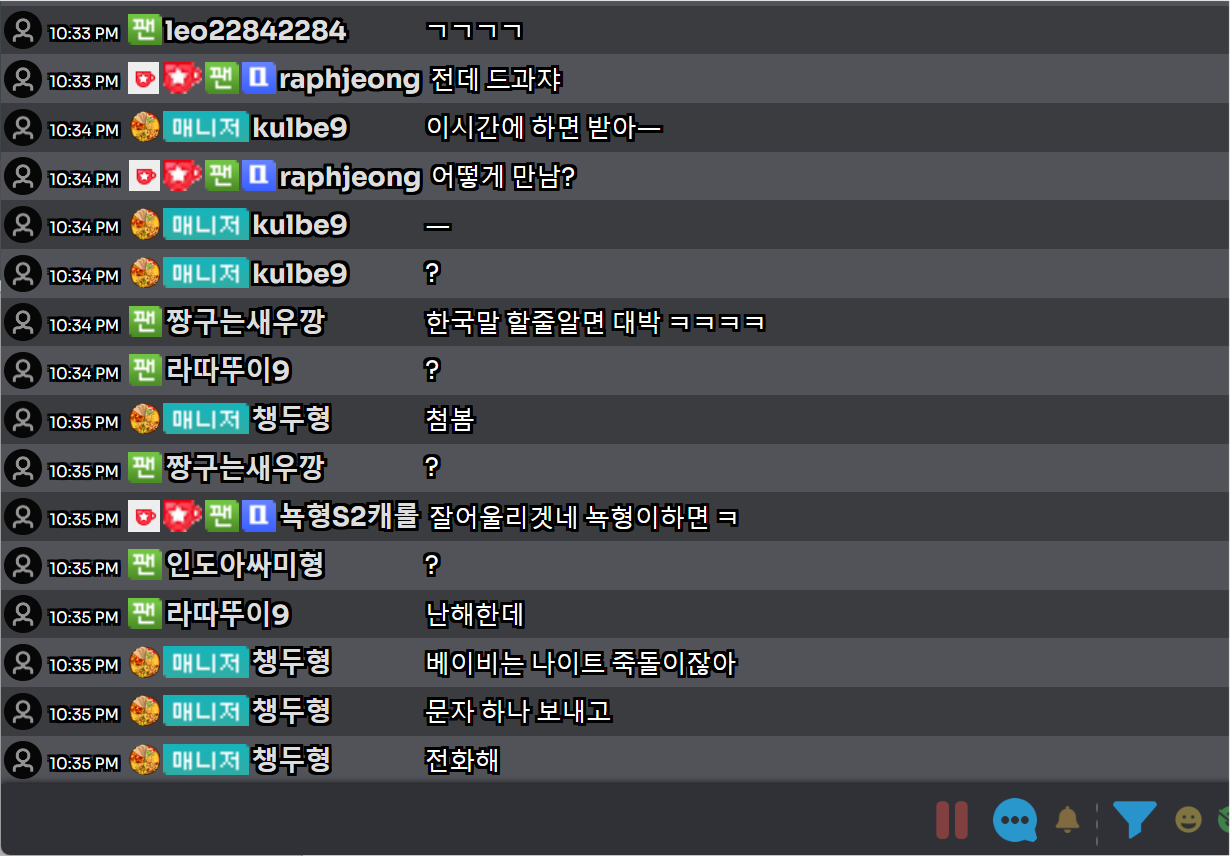 10:33 PM 팬 leo22842284 ㄱㄱㄱㄱ
10:33 PM 팬 raphjeong 전데 드과쟈
10:34 PM 매니저 kulbe9 이시간에 하면 받아ㅡ
10:34 PM 팬 raphjeong 어떻게 만남?
10:34 PM 매니저 kulbe9 ㅡ
10:34 PM 매니저 kulbe9 ?
10:34 PM 팬 짱구는새우깡 한국말 할줄알면 대박 ㅋㅋㅋㅋ
10:34 PM 팬 라따뚜이9 ?
10:35 PM 매니저 챙두형 첨봄
10:35 PM 팬 짱구는새우깡 ?
10:35 PM 팬 뇩형S2캐롤 잘어울리겟네 뇩형이하면 ㅋ
10:35 PM 팬 인도아싸미형 ?
10:35 PM 팬 라따뚜이9 난해한데
10:35 PM 매니저 챙두형 베이비는 나이트 죽돌이잖아
10:35 PM 매니저 챙두형 문자 하나 보내고
10:35 PM 매니저 챙두형 전화해